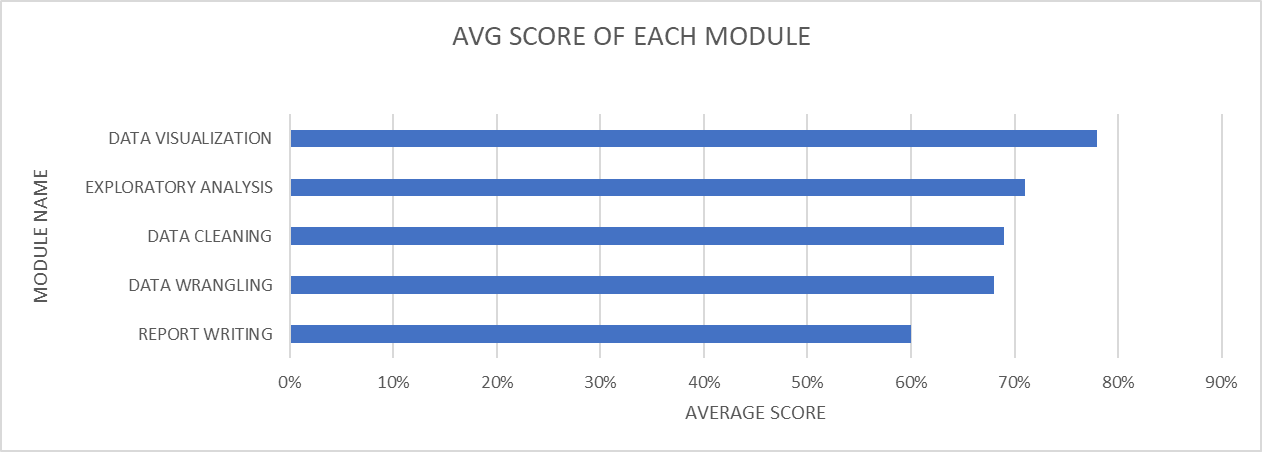 AVG SCORE OF EACH MODULE
MODULE NAME
DATA VISUALIZATION
EXPLORATORY ANALYSIS
DATA CLEANING
DATA WRANGLING
REPORT WRITING
0% 10% 20% 30% 40% 50% 60% 70% 80% 90%
AVERAGE SCORE